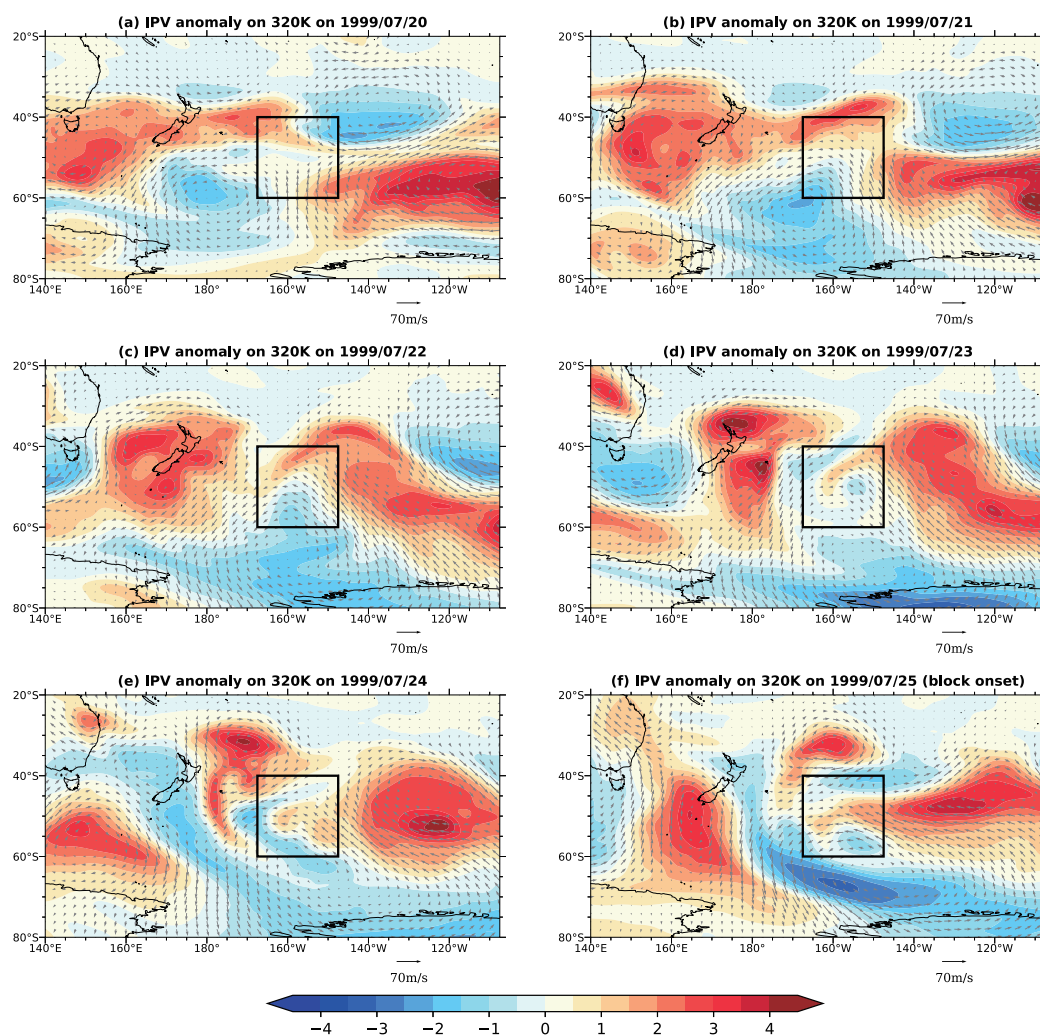 (a) IPV anomaly on 320K on 1999/07/20
(b) IPV anomaly on 320K on 1999/07/21
20°S
40°S
60°S
80°S
140°E 160°E 180° 160°W 140°W 120°W
70m/s
20°S
40°S
60°S
80°S
140°E 160°E 180° 160°W 140°W 120°W
70m/s
(c) IPV anomaly on 320K on 1999/07/22
(d) IPV anomaly on 320K on 1999/07/23
20°S
40°S
60°S
80°S
140°E 160°E 180° 160°W 140°W 120°W
70m/s
20°S
40°S
60°S
80°S
140°E 160°E 180° 160°W 140°W 120°W
70m/s
(e) IPV anomaly on 320K on 1999/07/24
(f) IPV anomaly on 320K on 1999/07/25 (block onset)
20°S
40°S
60°S
80°S
140°E 160°E 180° 160°W 140°W 120°W
70m/s
20°S
40°S
60°S
80°S
140°E 160°E 180° 160°W 140°W 120°W
70m/s
−4 −3 −2 −1 0 1 2 3 4